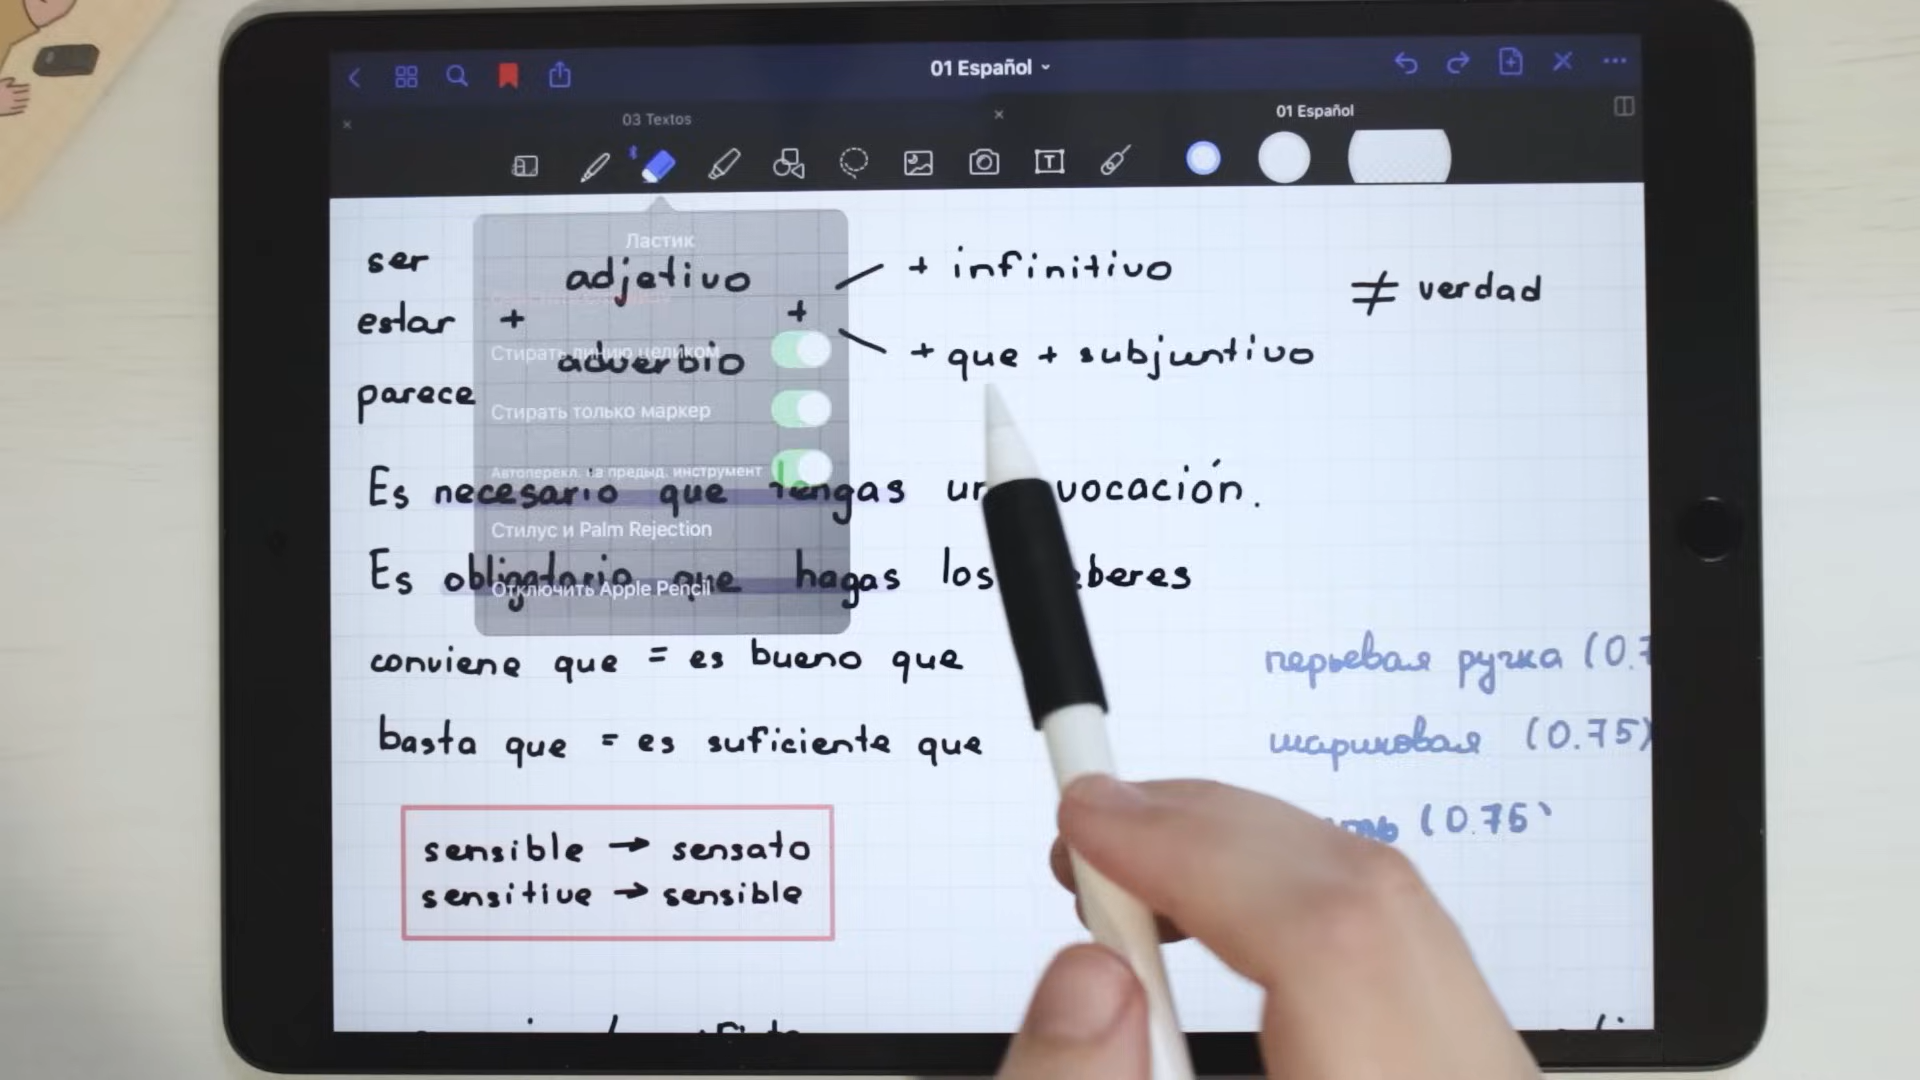 01 Español
03 Textos
01 Español
Ластик
Стирать линию целиком
Стирать только маркер
Автоперекл. на предыд. инструмент
Стилус и Palm Rejection
Отключить Apple Pencil
ser
estar +
parece
adjetivo
adverbio
+
+ infinitivo
+ que + subjuntivo
≠ verdad
Es necesario que tengas vocación.
Es obligatorio que hagas los
conviene que = es bueno que
basta que = es suficiente que
sensible → sensato
sensitive → sensible
перьевая ручка (0.7
шариковая (0.75)
(0.75